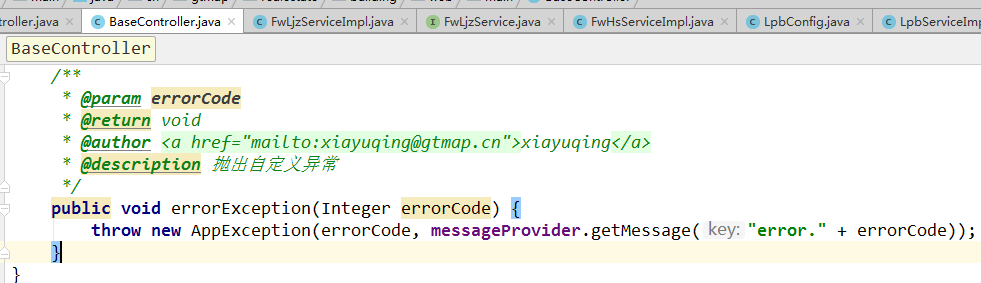 troller.java
BaseController.java
FwLjzServiceImpl.java
FwLjzService.java
FwHsServiceImpl.java
LpbConfig.java
LpbServiceImp
BaseController
/**
* @param errorCode
* @return void
* @author <a href="mailto:xiayuqing@gtmap.cn">xiayuqing</a>
* @description 抛出自定义异常
*/
public void errorException(Integer errorCode) {
throw new AppException(errorCode, messageProvider.getMessage( key: "error." + errorCode));
}
}